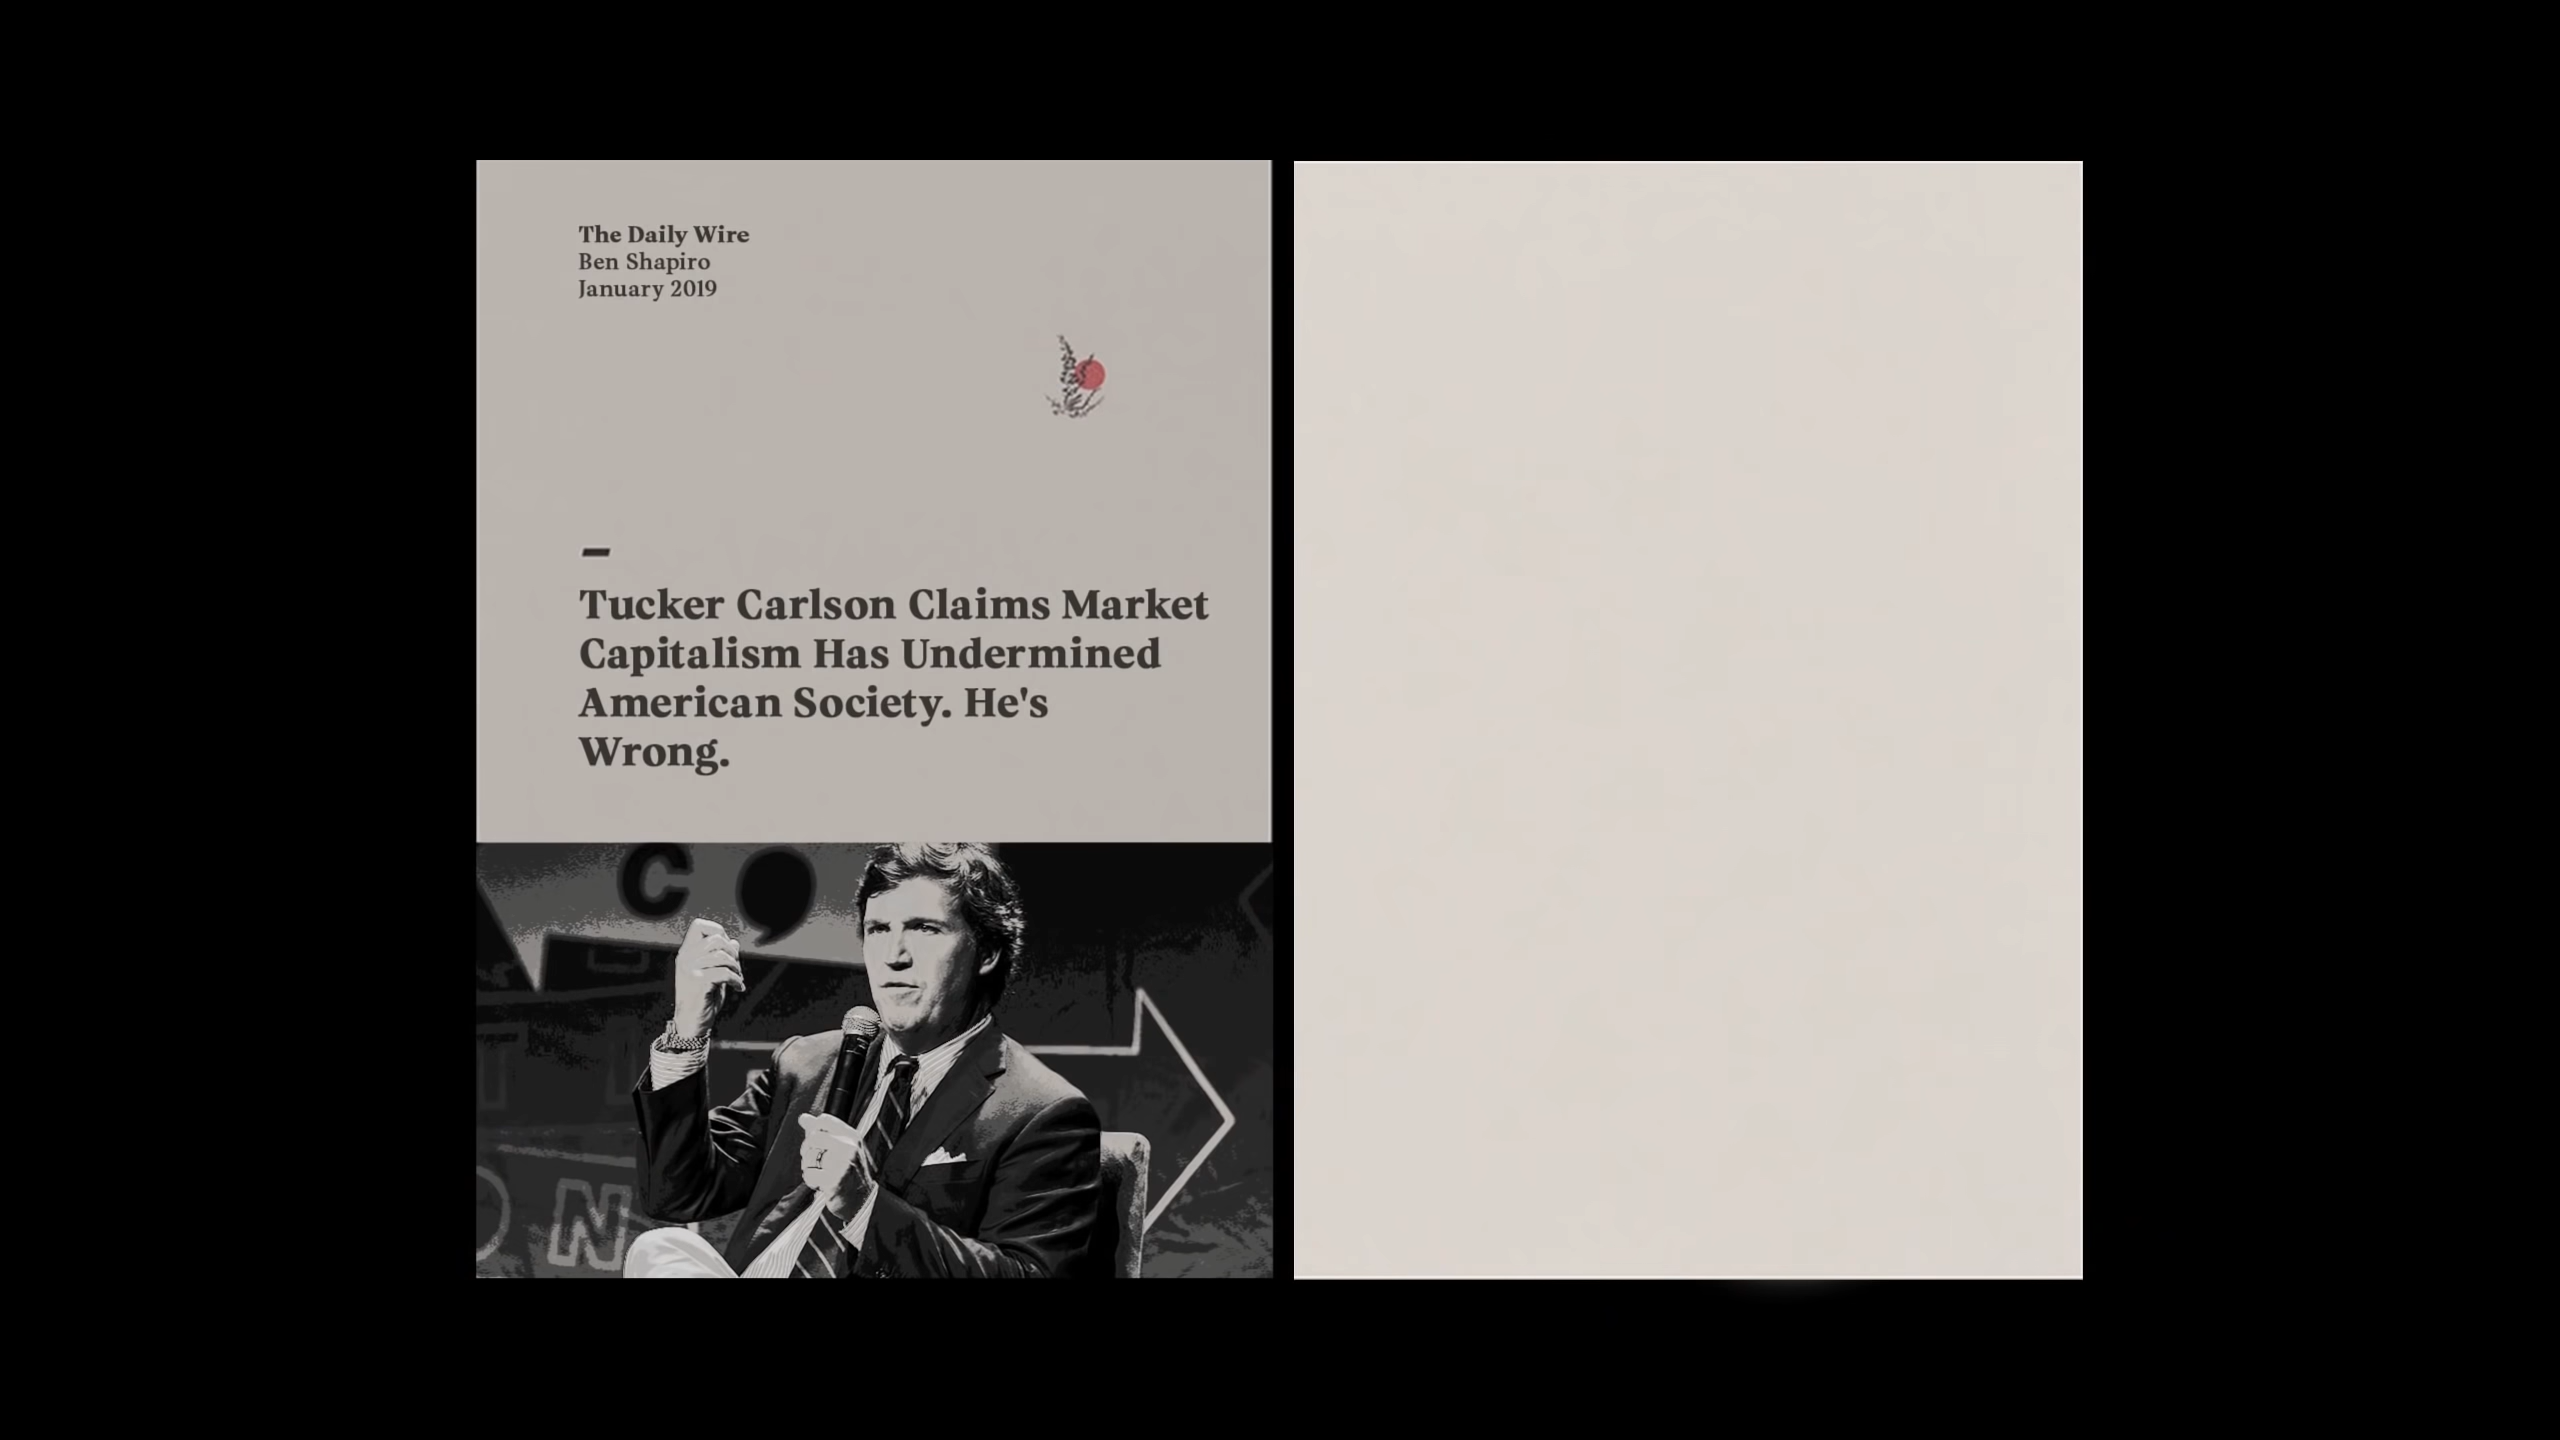 The Daily Wire
Ben Shapiro
January 2019
–
Tucker Carlson Claims Market
Capitalism Has Undermined
American Society. He's
Wrong.
C ,
N